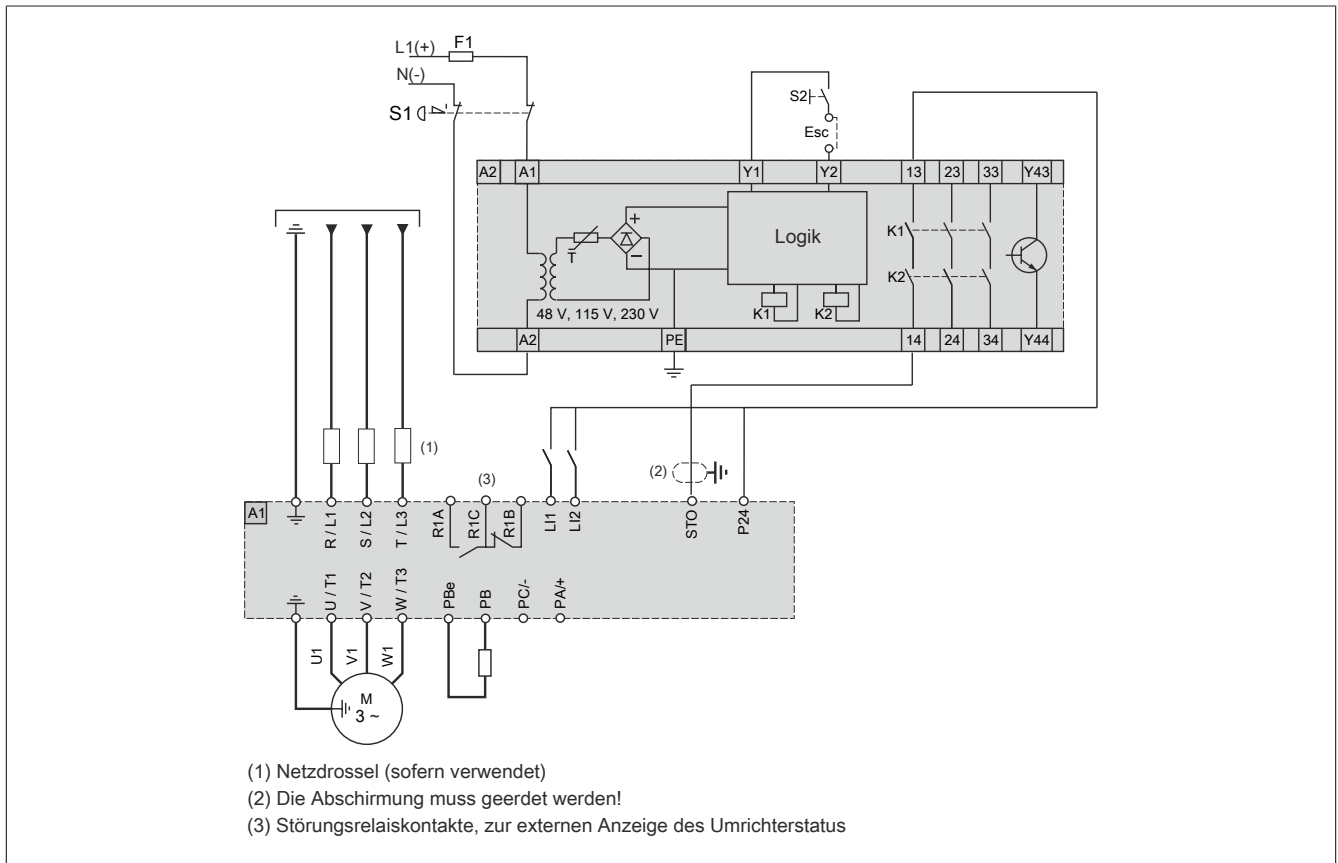 L1(+) F1
N(-)
S1
S2
Esc
A2 A1 Y1 Y2 13 23 33 Y43
+
Logik
K1
T
−
K2
48 V, 115 V, 230 V K1 K2
A2 PE 14 24 34 Y44
(1)
(2)
(3)
A1
R / L1
S / L2
T / L3
R1A
R1C
R1B
LI1
LI2
STO
P24
U / T1
V / T2
W / T3
PBe
PB
PC/-
PA/+
U1
V1
W1
M
3 ~
(1) Netzdrossel (sofern verwendet)
(2) Die Abschirmung muss geerdet werden!
(3) Störungsrelaiskontakte, zur externen Anzeige des Umrichterstatus